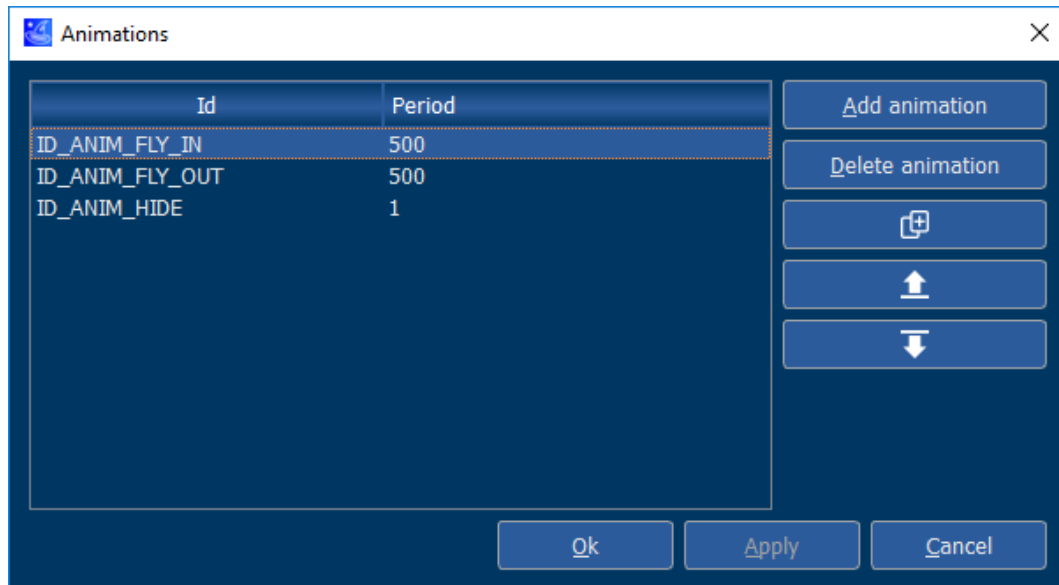 Animations
Id Period
ID_ANIM_FLY_IN 500
ID_ANIM_FLY_OUT 500
ID_ANIM_HIDE 1
Add animation
Delete animation
Ok Apply Cancel